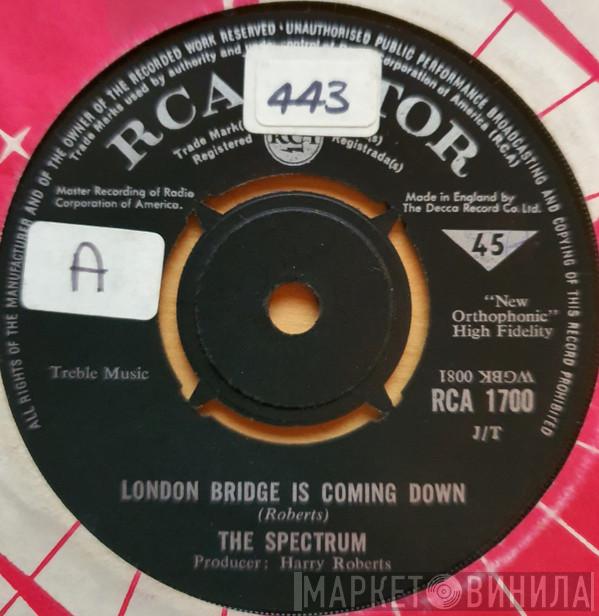 ALL RIGHTS OF THE MANUFACTURER AND OF THE OWNER OF THE RECORDED WORK RESERVED · UNAUTHORISED PUBLIC PERFORMANCE BROADCASTING AND COPYING OF THIS RECORD PROHIBITED
Trade Marks used by authority and under control of Radio Corporation of America (RCA)
RCA TOR
443
Trade Mark(s)
Registered
RCA
Registrada(s)
Master Recording of Radio
Corporation of America.
Made in England by
The Decca Record Co. Ltd.
A
45
"New
Orthophonic"
High Fidelity
Treble Music
WGBK 0081
RCA 1700
J/T
LONDON BRIDGE IS COMING DOWN
(Roberts)
THE SPECTRUM
Producer: Harry Roberts
МАРКЕТ ВИНИЛА